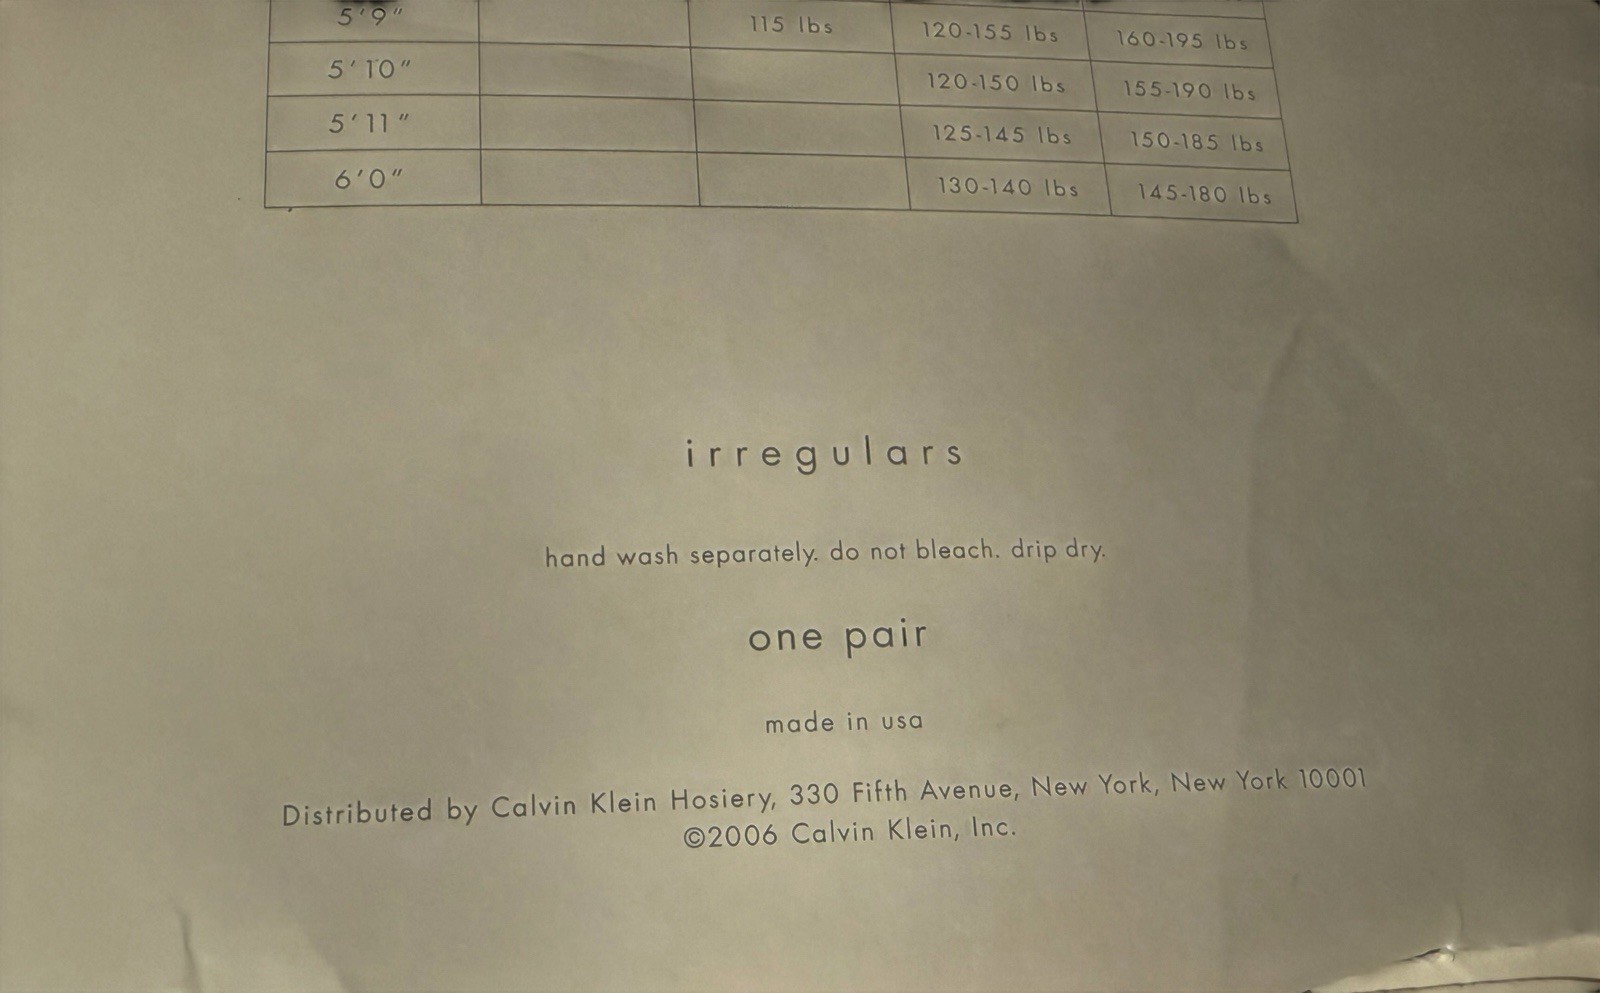 5'9" 115 lbs 120-155 lbs 160-195 lbs
5'10" 120-150 lbs 155-190 lbs
5'11" 125-145 lbs 150-185 lbs
6'0" 130-140 lbs 145-180 lbs
irregulars
hand wash separately. do not bleach. drip dry.
one pair
made in usa
Distributed by Calvin Klein Hosiery, 330 Fifth Avenue, New York, New York 10001
©2006 Calvin Klein, Inc.